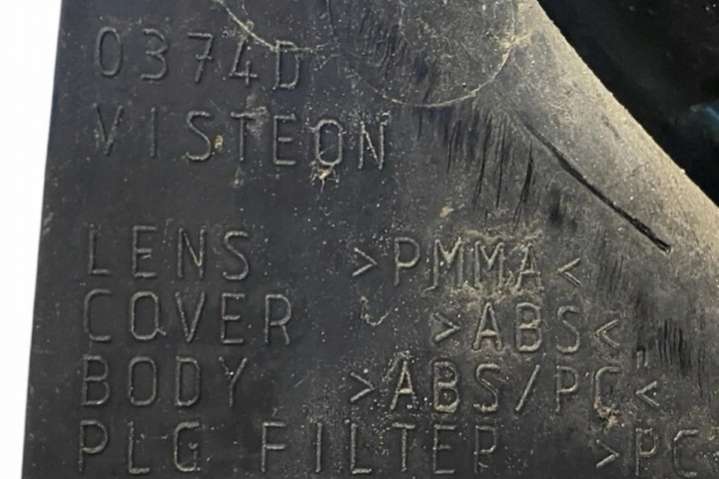 0374D
VISTEON
LENS >PMMA<
COVER >ABS<,
BODY >ABS/PC<
PLG FILTER >PC